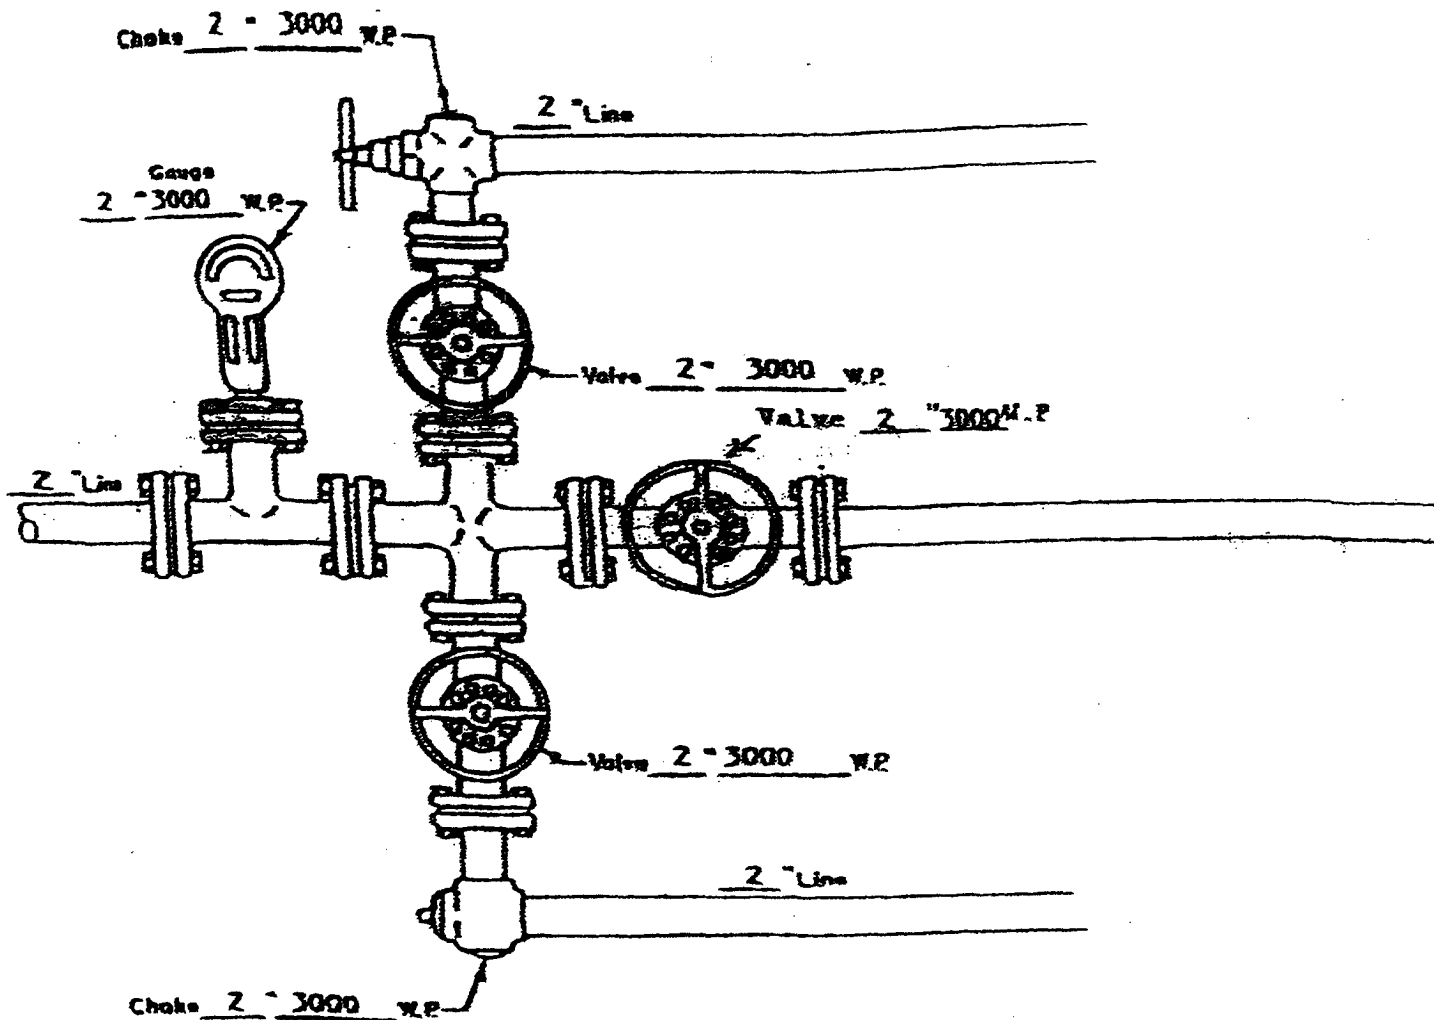 Choke 2 " 3000 W.P.
2 " Line
Gauge
2 " 3000 W.P.
Valve 2 " 3000 W.P.
Valve 2 " 3000 W.P
2 " Line
Valve 2 " 3000 W.P.
2 " Line
Choke 2 " 3000 W.P.